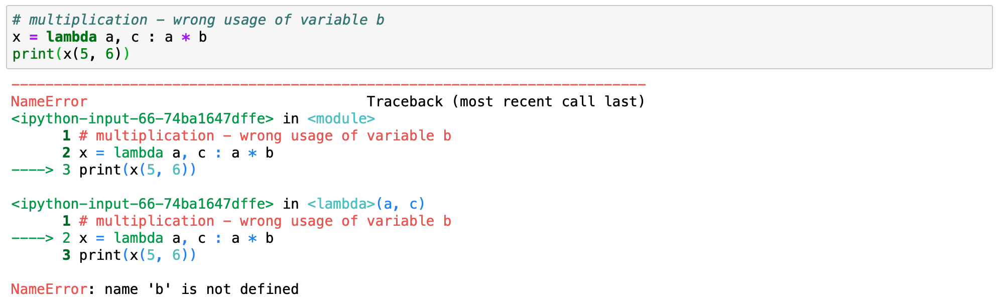 # multiplication - wrong usage of variable b
x = lambda a, c : a * b
print(x(5, 6))
---------------------------------------------------------------------------
NameError                                 Traceback (most recent call last)
<ipython-input-66-74ba1647dffe> in <module>
      1 # multiplication - wrong usage of variable b
      2 x = lambda a, c : a * b
----> 3 print(x(5, 6))

<ipython-input-66-74ba1647dffe> in <lambda>(a, c)
      1 # multiplication - wrong usage of variable b
----> 2 x = lambda a, c : a * b
      3 print(x(5, 6))

NameError: name 'b' is not defined